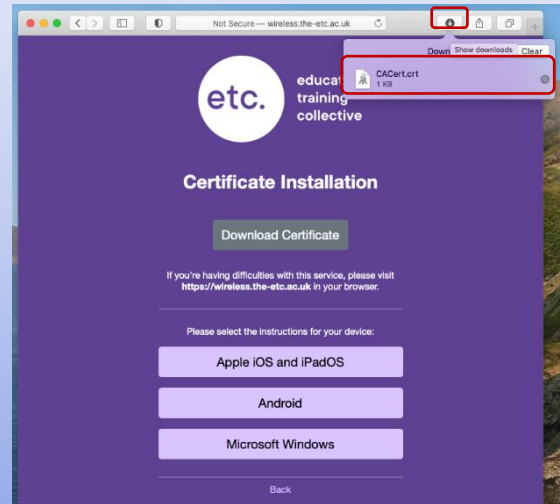 Not Secure — wireless.the-etc.ac.uk
Show downloads
Clear
CACert.crt
1 KB
etc.
training
collective
Certificate Installation
Download Certificate
If you're having difficulties with this service, please visit
https://wireless.the-etc.ac.uk in your browser.
Please select the instructions for your device:
Apple iOS and iPadOS
Android
Microsoft Windows
Back